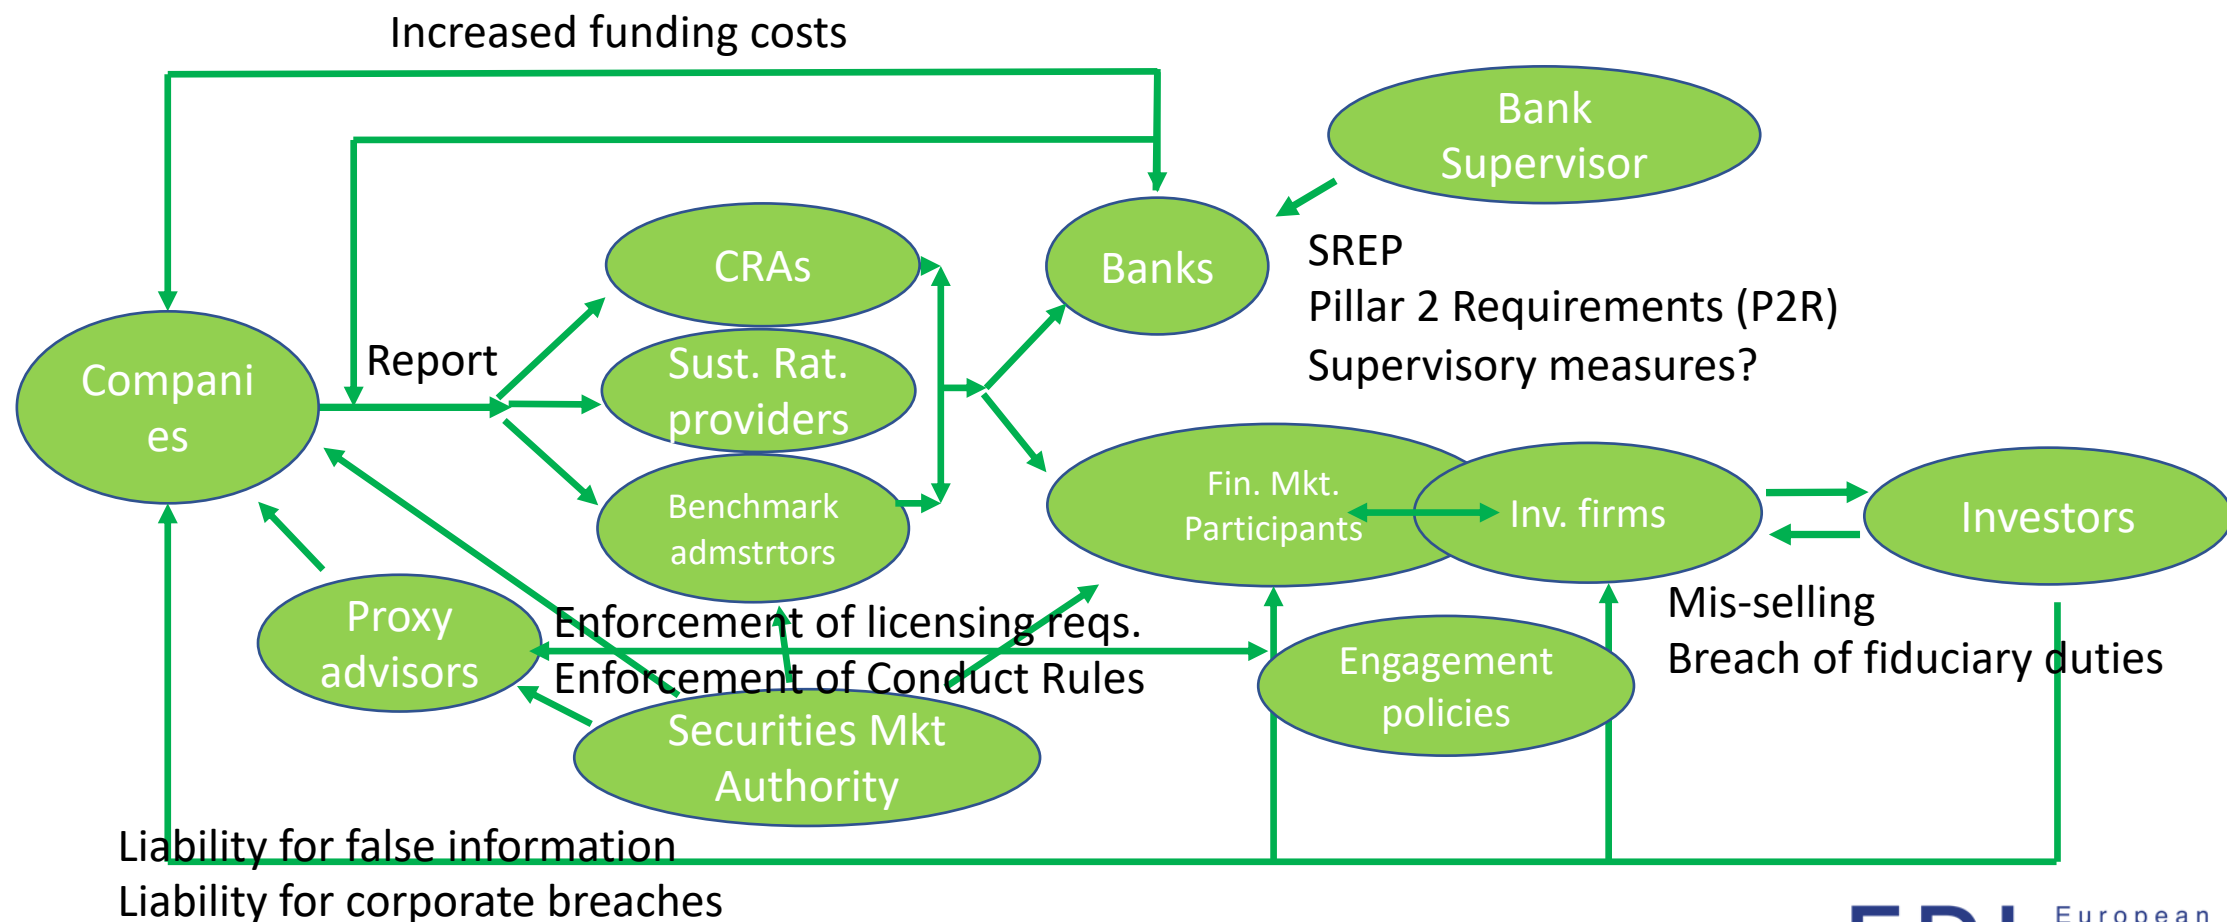 Increased funding costs
Bank
Supervisor
CRAs
Banks
SREP
Pillar 2 Requirements (P2R)
Supervisory measures?
Compani
es
Report
Sust. Rat.
providers
Benchmark
admstrtors
Fin. Mkt.
Participants
Inv. firms
Investors
Proxy
advisors
Enforcement of licensing reqs.
Enforcement of Conduct Rules
Engagement
policies
Mis-selling
Breach of fiduciary duties
Securities Mkt
Authority
Liability for false information
Liability for corporate breaches
European